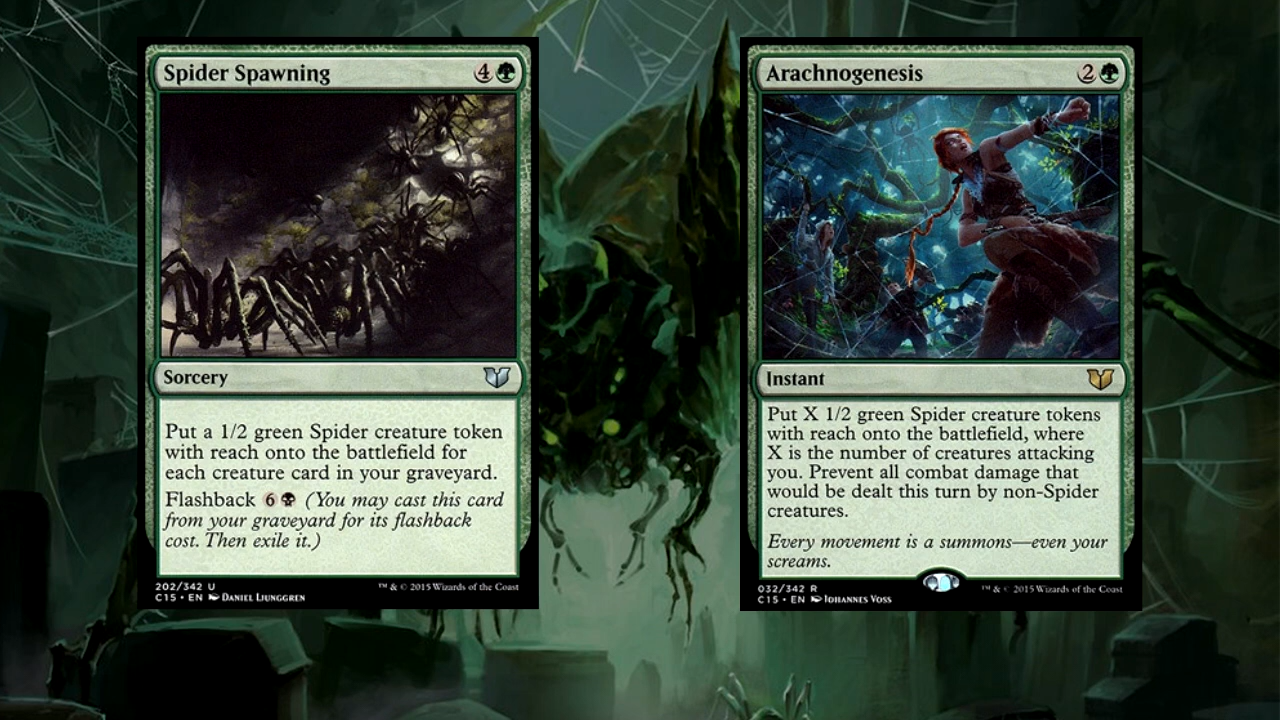 Spider Spawning 4
Sorcery
Put a 1/2 green Spider creature token
with reach onto the battlefield for
each creature card in your graveyard.
Flashback 6 (You may cast this card
from your graveyard for its flashback
cost. Then exile it.)
202/342 U
™ & © 2015 Wizards of the Coast
C15 • EN Daniel Ljunggren
Arachnogenesis 2
Instant
Put X 1/2 green Spider creature tokens
with reach onto the battlefield, where
X is the number of creatures attacking
you. Prevent all combat damage that
would be dealt this turn by non-Spider
creatures.
Every movement is a summons—even your
screams.
032/342 R
™ & © 2015 Wizards of the Coast
C15 • EN Johannes Voss